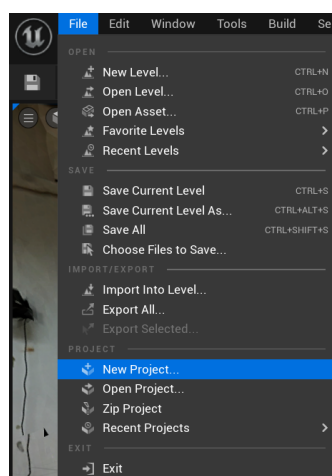 File Edit Window Tools Build Se
OPEN
New Level... CTRL+N
Open Level... CTRL+O
Open Asset... CTRL+P
Favorite Levels
Recent Levels
SAVE
Save Current Level CTRL+S
Save Current Level As... CTRL+ALT+S
Save All CTRL+SHIFT+S
Choose Files to Save...
IMPORT/EXPORT
Import Into Level...
Export All...
Export Selected...
PROJECT
New Project...
Open Project...
Zip Project
Recent Projects
EXIT
Exit